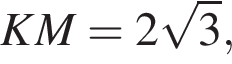 KM = 2√3,